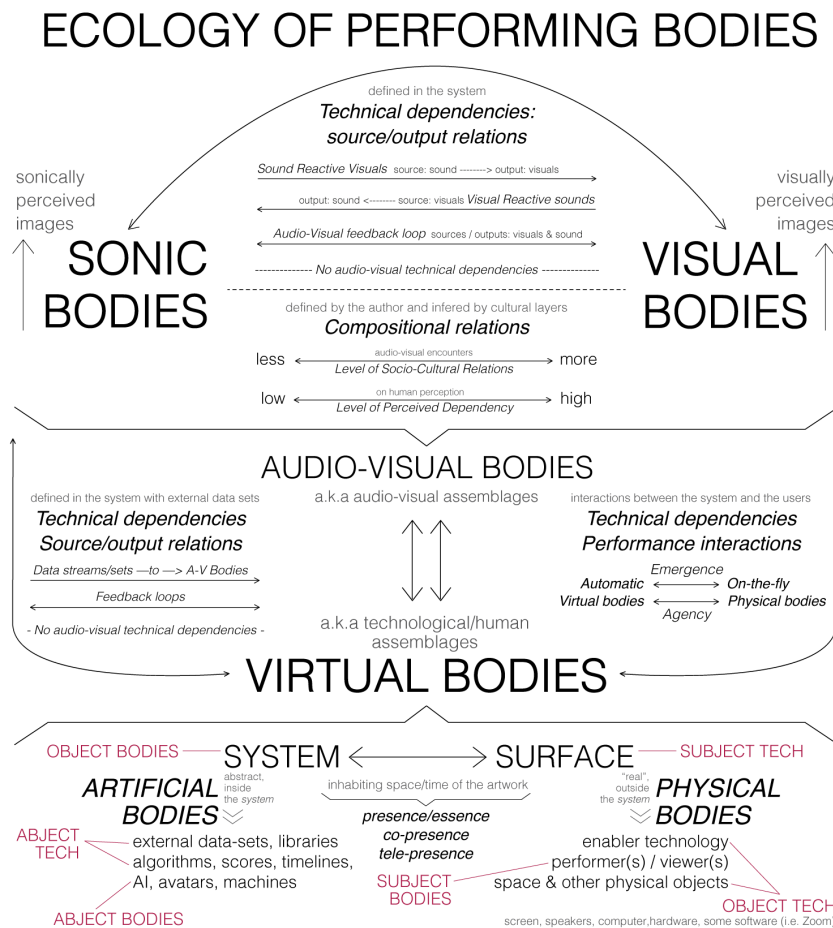 ECOLOGY OF PERFORMING BODIES
defined in the system
Technical dependencies:
source/output relations
Sound Reactive Visuals source: sound --------> output: visuals
output: sound <-------- source: visuals Visual Reactive sounds
Audio-Visual feedback loop sources / outputs: visuals & sound
-------------- No audio-visual technical dependencies --------------
sonically
perceived
images
visually
perceived
images
SONIC
BODIES
VISUAL
BODIES
defined by the author and infered by cultural layers
Compositional relations
less audio-visual encounters more
Level of Socio-Cultural Relations
low on human perception high
Level of Perceived Dependency
AUDIO-VISUAL BODIES
a.k.a audio-visual assemblages
defined in the system with external data sets
Technical dependencies
Source/output relations
Data streams/sets —to —> A-V Bodies
Feedback loops
- No audio-visual technical dependencies -
interactions between the system and the users
Technical dependencies
Performance interactions
Emergence
Automatic On-the-fly
Virtual bodies Physical bodies
Agency
a.k.a technological/human
assemblages
VIRTUAL BODIES
OBJECT BODIES SYSTEM SURFACE SUBJECT TECH
ARTIFICIAL
BODIES
abstract,
inside
the system
inhabiting space/time of the artwork
presence/essence
co-presence
tele-presence
"real",
outside
the system
PHYSICAL
BODIES
ABJECT
TECH
external data-sets, libraries
algorithms, scores, timelines,
AI, avatars, machines
ABJECT BODIES
SUBJECT
BODIES
enabler technology
performer(s) / viewer(s)
space & other physical objects
OBJECT TECH
screen, speakers, computer,hardware, some software (i.e. Zoom)